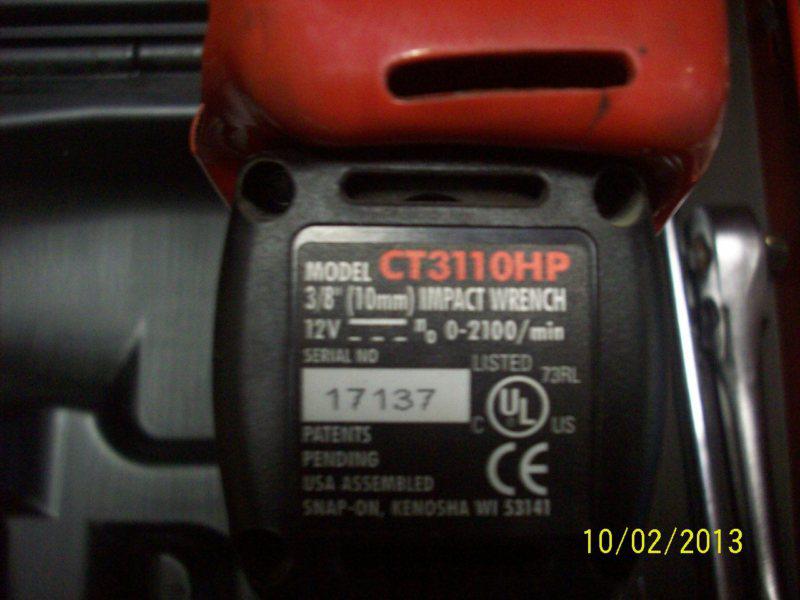 MODEL CT3110HP
3/8" (10mm) IMPACT WRENCH
12V n0 0-2100/min
SERIAL NO
17137
LISTED
73RL
C UL US
PATENTS
PENDING
CE
USA ASSEMBLED
SNAP-ON, KENOSHA WI 53141
10/02/2013